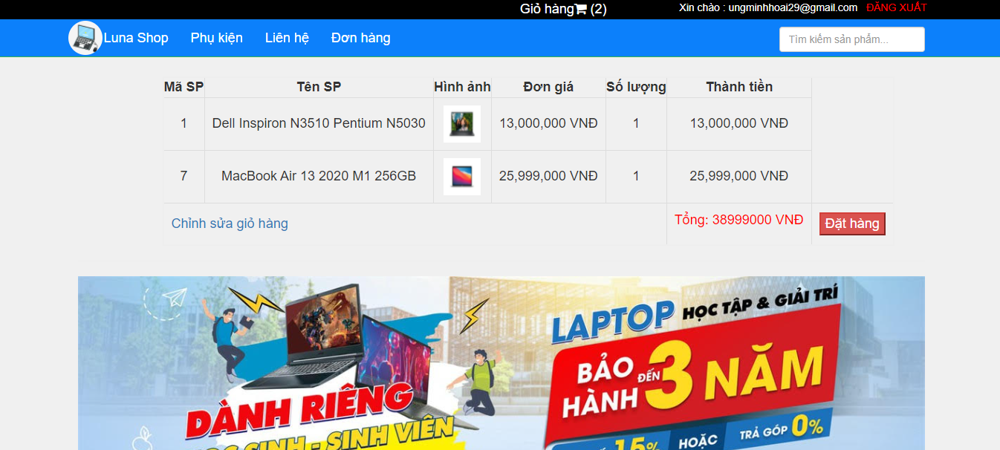 Giỏ hàng (2) Xin chào : ungminhhoai29@gmail.com ĐĂNG XUẤT
Luna Shop Phụ kiện Liên hệ Đơn hàng Tìm kiếm sản phẩm...
Mã SP Tên SP Hình ảnh Đơn giá Số lượng Thành tiền
1 Dell Inspiron N3510 Pentium N5030 13,000,000 VNĐ 1 13,000,000 VNĐ
7 MacBook Air 13 2020 M1 256GB 25,999,000 VNĐ 1 25,999,000 VNĐ
Chỉnh sửa giỏ hàng Tổng: 38999000 VNĐ Đặt hàng
LAPTOP HỌC TẬP & GIẢI TRÍ
BẢO HÀNH ĐẾN 3 NĂM
DÀNH RIÊNG
HỌC SINH - SINH VIÊN
15% HOẶC TRẢ GÓP 0%